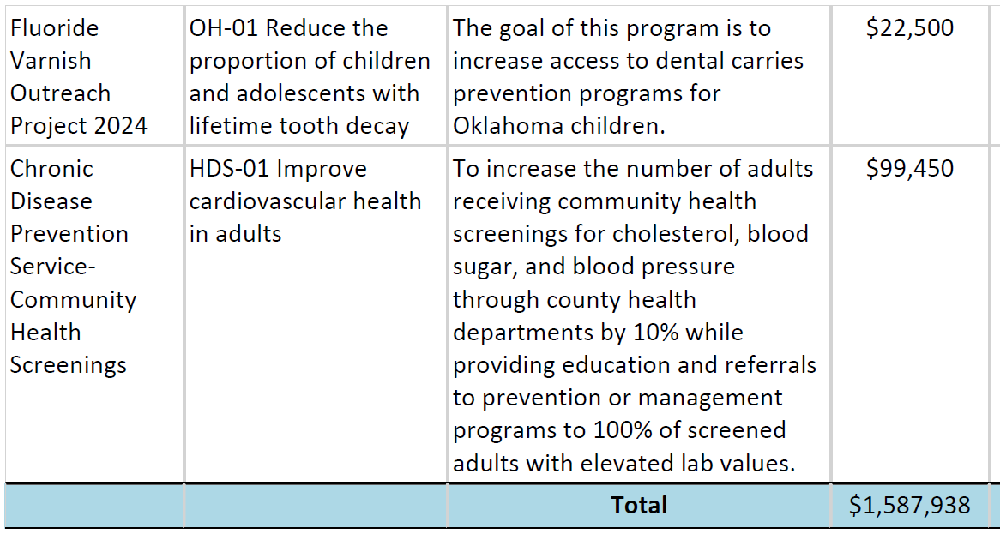 Fluoride
Varnish
Outreach
Project 2024
OH-01 Reduce the
proportion of children
and adolescents with
lifetime tooth decay
The goal of this program is to
increase access to dental carries
prevention programs for
Oklahoma children.
$22,500
Chronic
Disease
Prevention
Service-
Community
Health
Screenings
HDS-01 Improve
cardiovascular health
in adults
To increase the number of adults
receiving community health
screenings for cholesterol, blood
sugar, and blood pressure
through county health
departments by 10% while
providing education and referrals
to prevention or management
programs to 100% of screened
adults with elevated lab values.
$99,450
Total
$1,587,938